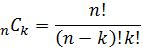 nCk = n! / (n − k)! k!